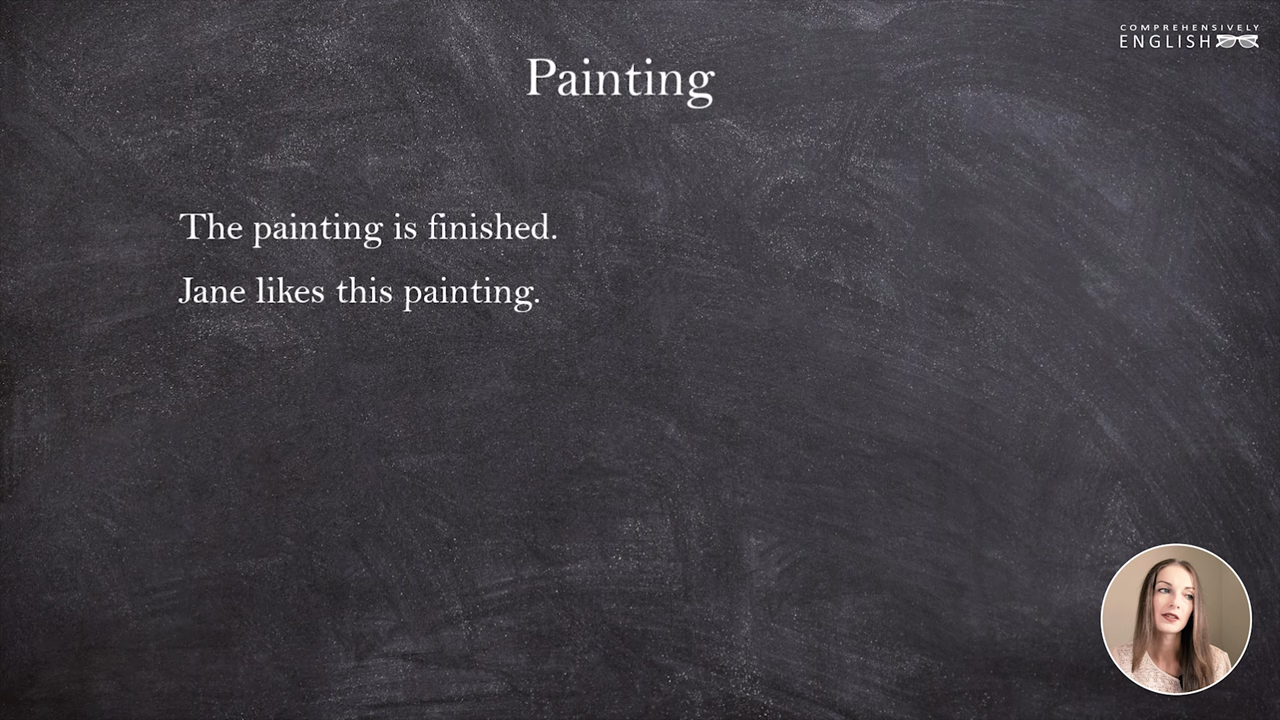 COMPREHENSIVELY
ENGLISH
Painting
The painting is finished.
Jane likes this painting.